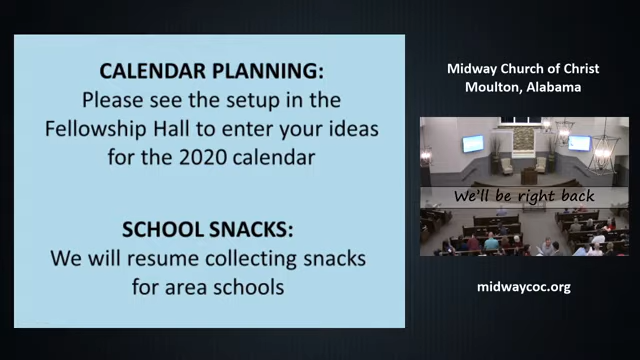 CALENDAR PLANNING:
Please see the setup in the
Fellowship Hall to enter your ideas
for the 2020 calendar
SCHOOL SNACKS:
We will resume collecting snacks
for area schools
Midway Church of Christ
Moulton, Alabama
We'll be right back
midwaycoc.org